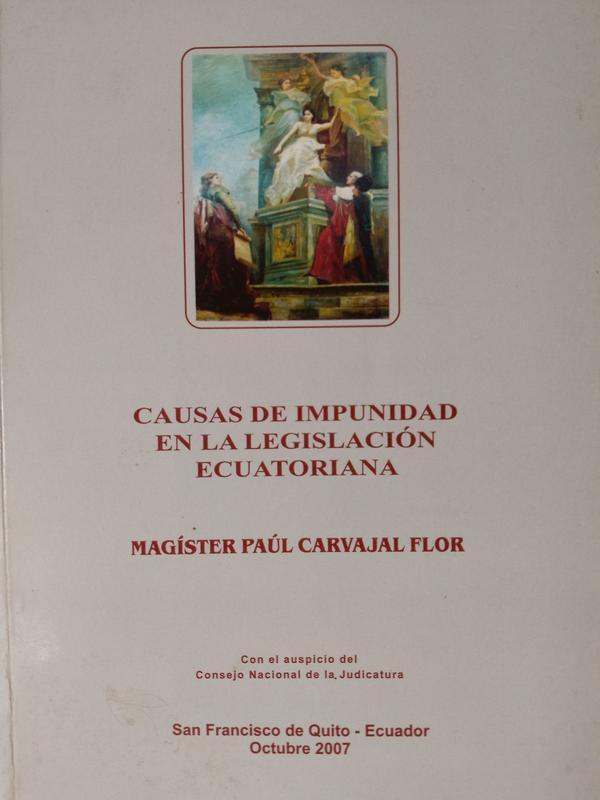 CAUSAS DE IMPUNIDAD
EN LA LEGISLACIÓN
ECUATORIANA
MAGÍSTER PAÚL CARVAJAL FLOR
Con el auspicio del
Consejo Nacional de la Judicatura
San Francisco de Quito - Ecuador
Octubre 2007